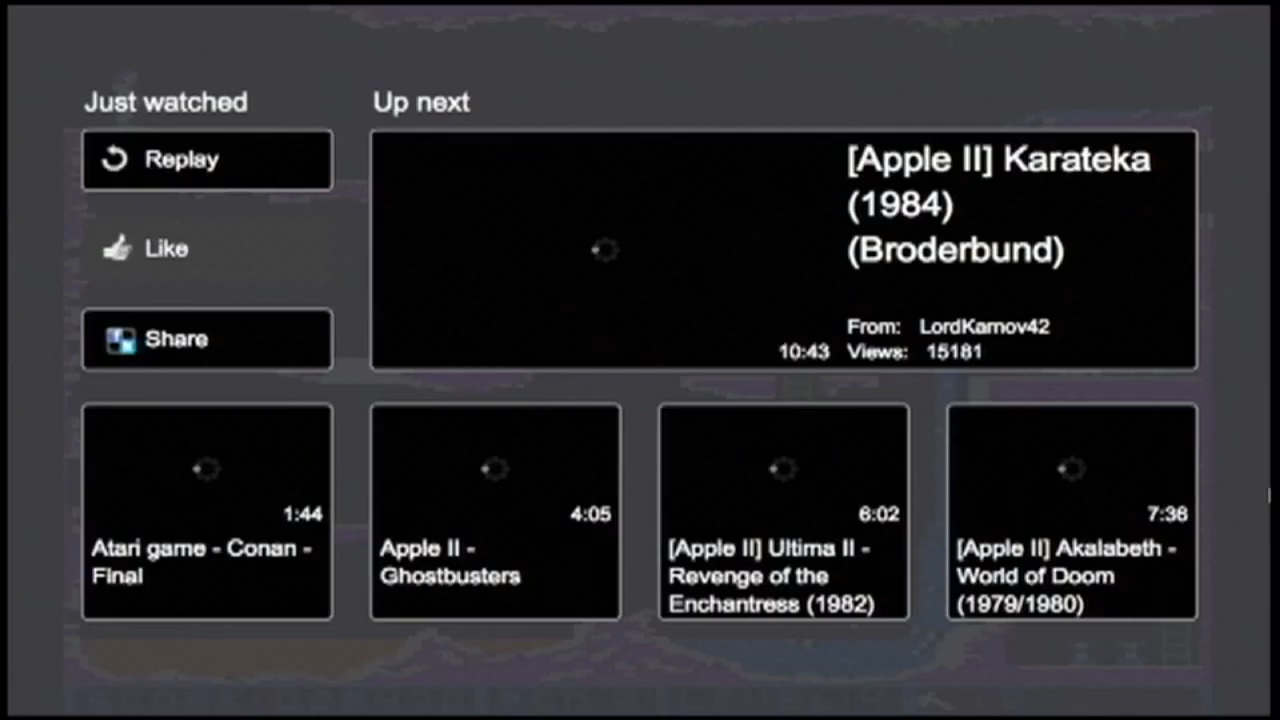 Just watched
Up next
Replay
Like
Share
[Apple II] Karateka
(1984)
(Broderbund)
From: LordKarnov42
10:43 Views: 15181
1:44
Atari game - Conan -
Final
4:05
Apple II -
Ghostbusters
6:02
[Apple II] Ultima II -
Revenge of the
Enchantress (1982)
7:36
[Apple II] Akalabeth -
World of Doom
(1979/1980)